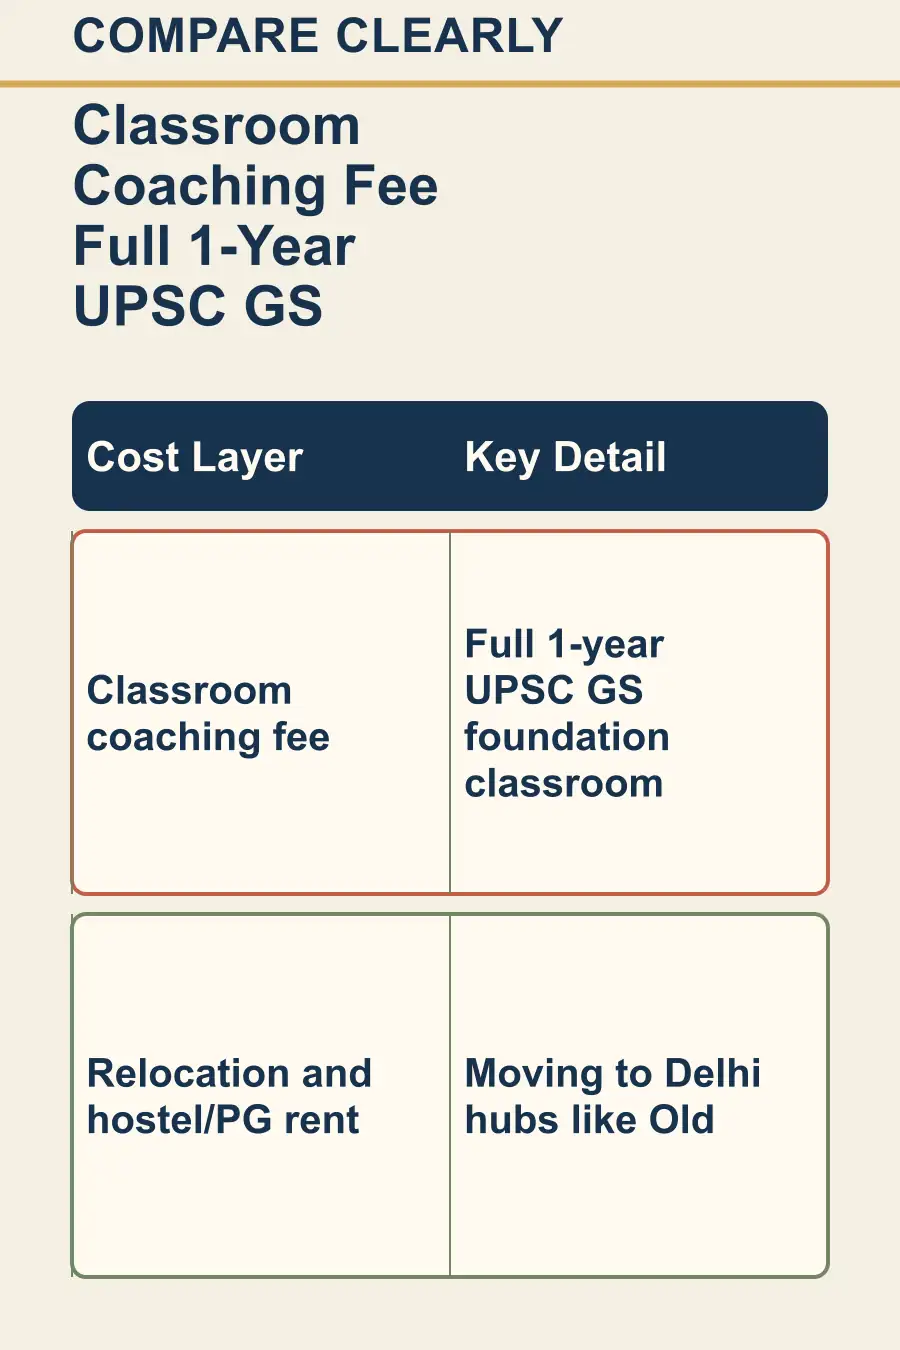 COMPARE CLEARLY
Classroom
Coaching Fee
Full 1-Year
UPSC GS
Cost Layer
Key Detail
Classroom
coaching fee
Full 1-year
UPSC GS
foundation
classroom
Relocation and
hostel/PG rent
Moving to Delhi
hubs like Old